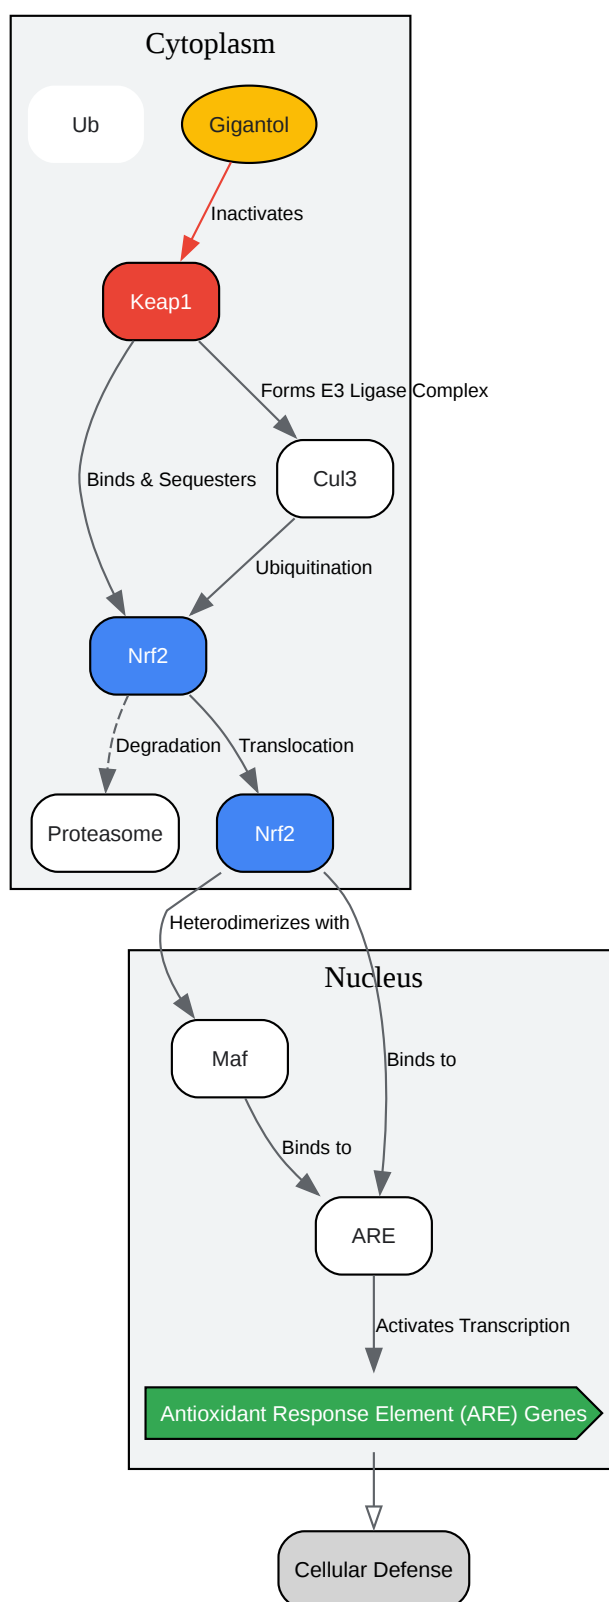 Cytoplasm
Ub
Gigantol
Inactivates
Keap1
Forms E3 Ligase Complex
Cul3
Binds & Sequesters
Ubiquitination
Nrf2
Degradation
Translocation
Proteasome
Nrf2
Heterodimerizes with
Nucleus
Maf
Binds to
Binds to
ARE
Activates Transcription
Antioxidant Response Element (ARE) Genes
Cellular Defense